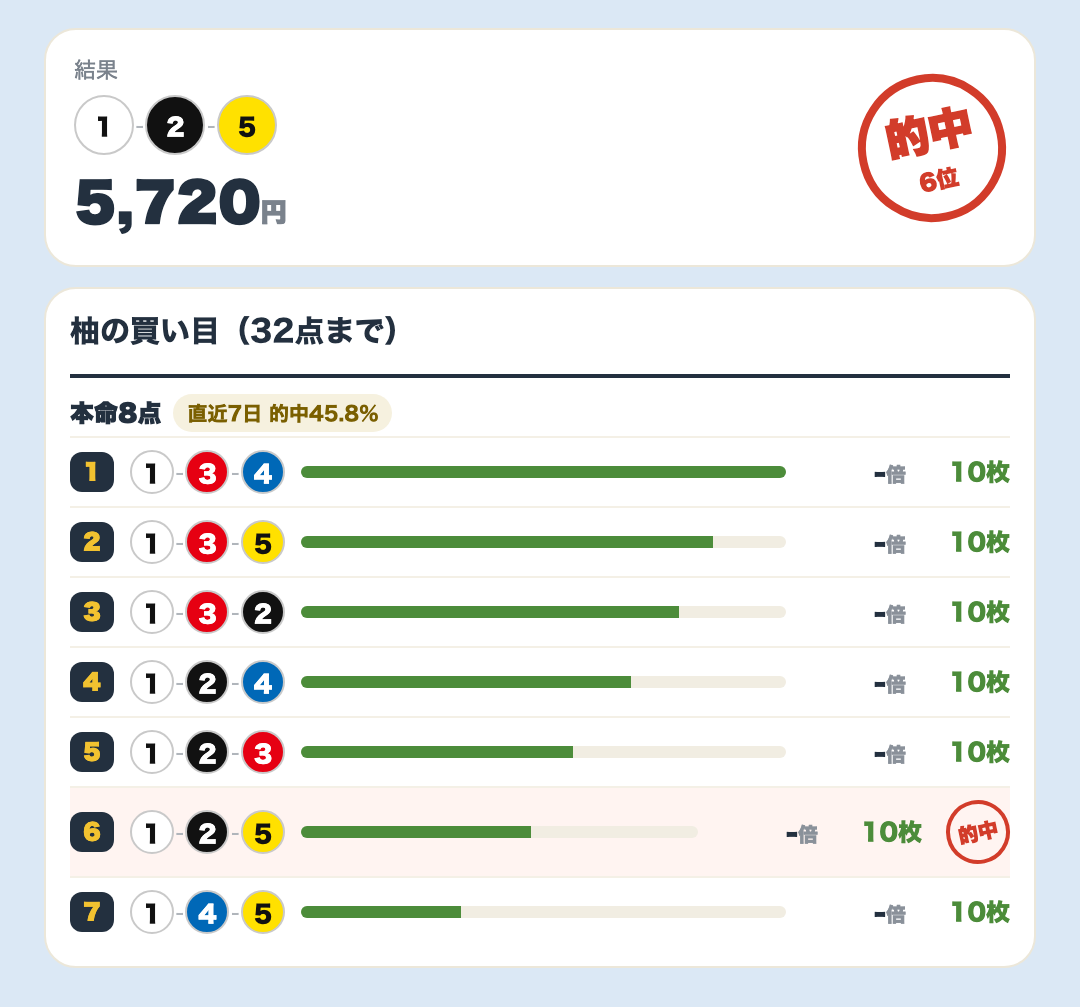 結果
1-2-5
5,720円
的中
6位
柚の買い目（32点まで）
本命8点 直近7日 的中45.8%
1 1-3-4 -倍 10枚
2 1-3-5 -倍 10枚
3 1-3-2 -倍 10枚
4 1-2-4 -倍 10枚
5 1-2-3 -倍 10枚
6 1-2-5 -倍 10枚 的中
7 1-4-5 -倍 10枚